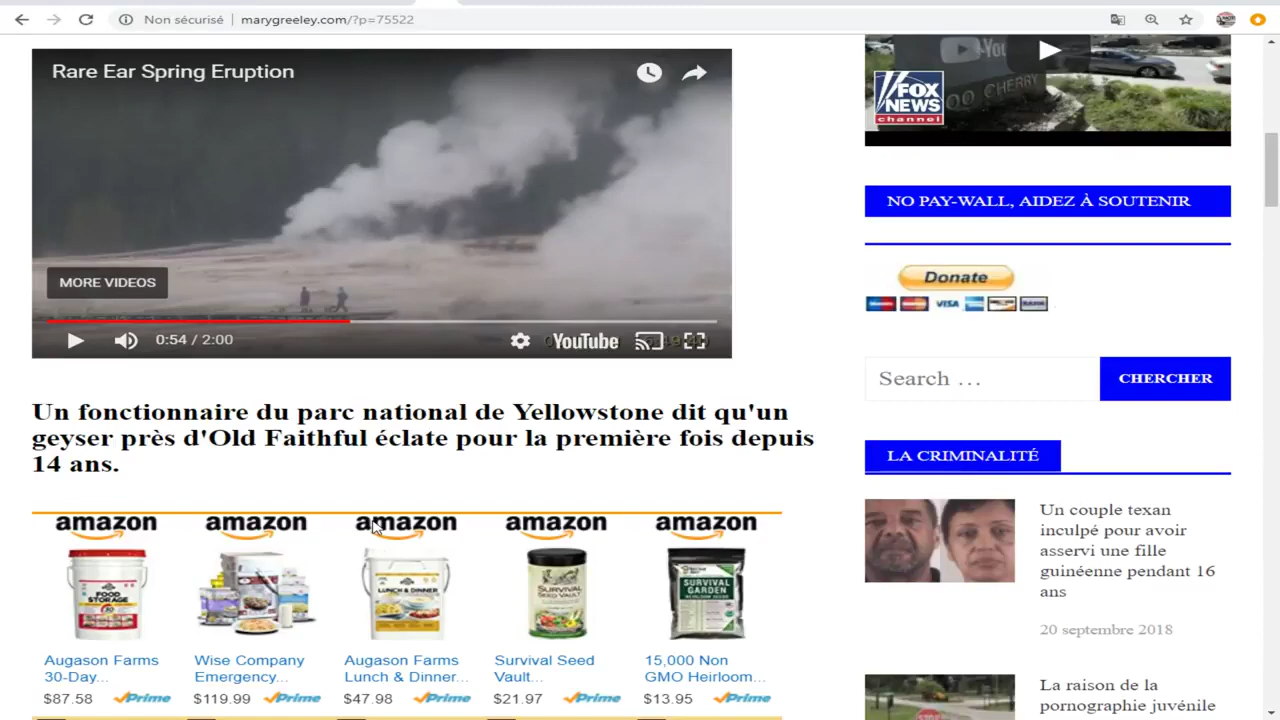 Non sécurisé | marygreeley.com/?p=75522
Rare Ear Spring Eruption
MORE VIDEOS
0:54 / 2:00
YouTube
Un fonctionnaire du parc national de Yellowstone dit qu'un
geyser près d'Old Faithful éclate pour la première fois depuis
14 ans.
amazon amazon amazon amazon amazon
FOOD
STORAGE
LUNCH & DINNER
SURVIVAL
SEED VAULT
SURVIVAL
GARDEN
Augason Farms
30-Day...
$87.58 Prime
Wise Company
Emergency...
$119.99 Prime
Augason Farms
Lunch & Dinner...
$47.98 Prime
Survival Seed
Vault...
$21.97 Prime
15,000 Non
GMO Heirloom...
$13.95 Prime
You
FOX
NEWS
channel
OO CHERRY
NO PAY-WALL, AIDEZ À SOUTENIR
Donate
VISA
Search ...
CHERCHER
LA CRIMINALITÉ
Un couple texan
inculpé pour avoir
asservi une fille
guinéenne pendant 16
ans
20 septembre 2018
La raison de la
pornographie juvénile